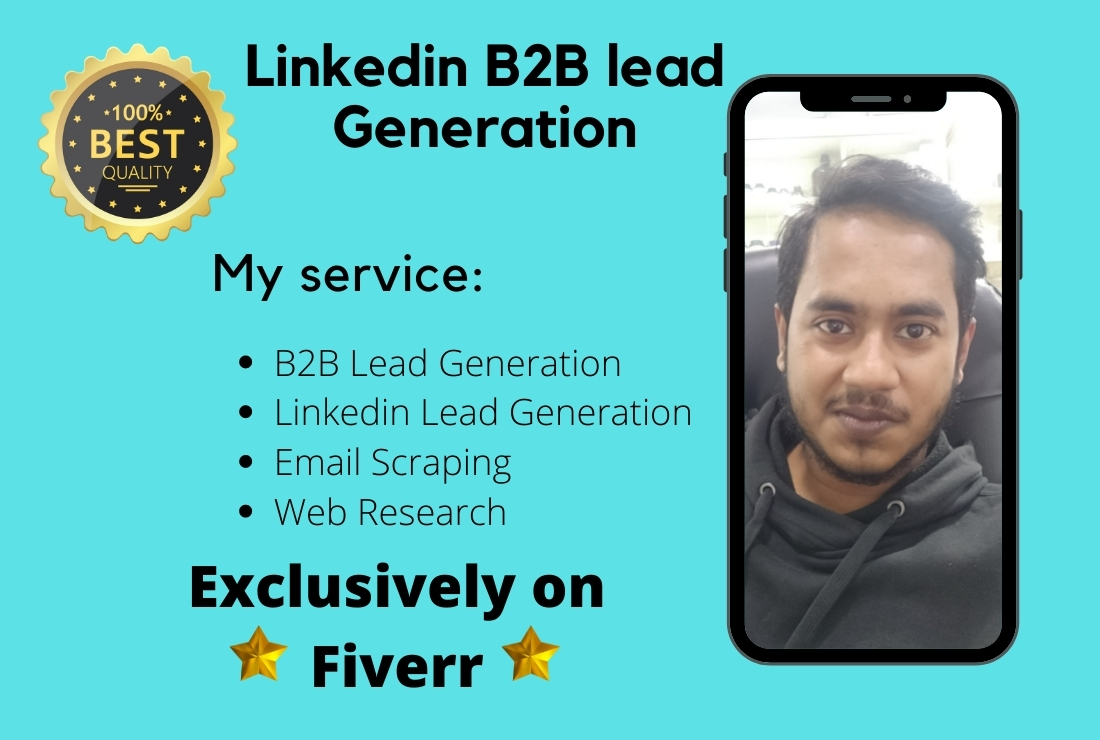 Linkedin B2B lead
Generation
100%
BEST
QUALITY
My service:
B2B Lead Generation
Linkedin Lead Generation
Email Scraping
Web Research
Exclusively on
Fiverr